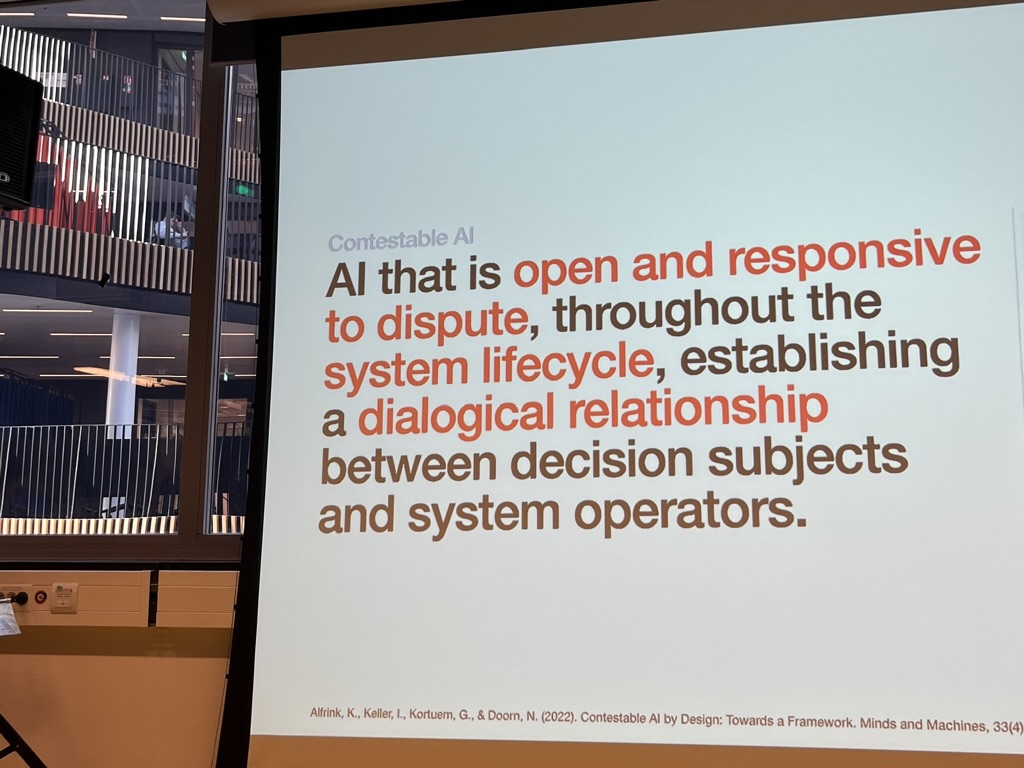 Contestable AI
AI that is open and responsive
to dispute, throughout the
system lifecycle, establishing
a dialogical relationship
between decision subjects
and system operators.
Alfrink, K., Keller, I., Kortuem, G., & Doorn, N. (2022). Contestable AI by Design: Towards a Framework. Minds and Machines, 33(4)